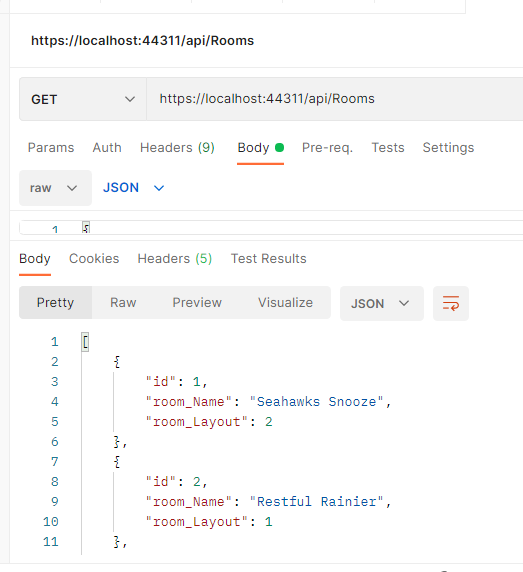 https://localhost:44311/api/Rooms
GET https://localhost:44311/api/Rooms
Params Auth Headers (9) Body Pre-req. Tests Settings
raw JSON
1 {
Body Cookies Headers (5) Test Results
Pretty Raw Preview Visualize JSON
1 [
2 {
3 "id": 1,
4 "room_Name": "Seahawks Snooze",
5 "room_Layout": 2
6 },
7 {
8 "id": 2,
9 "room_Name": "Restful Rainier",
10 "room_Layout": 1
11 },